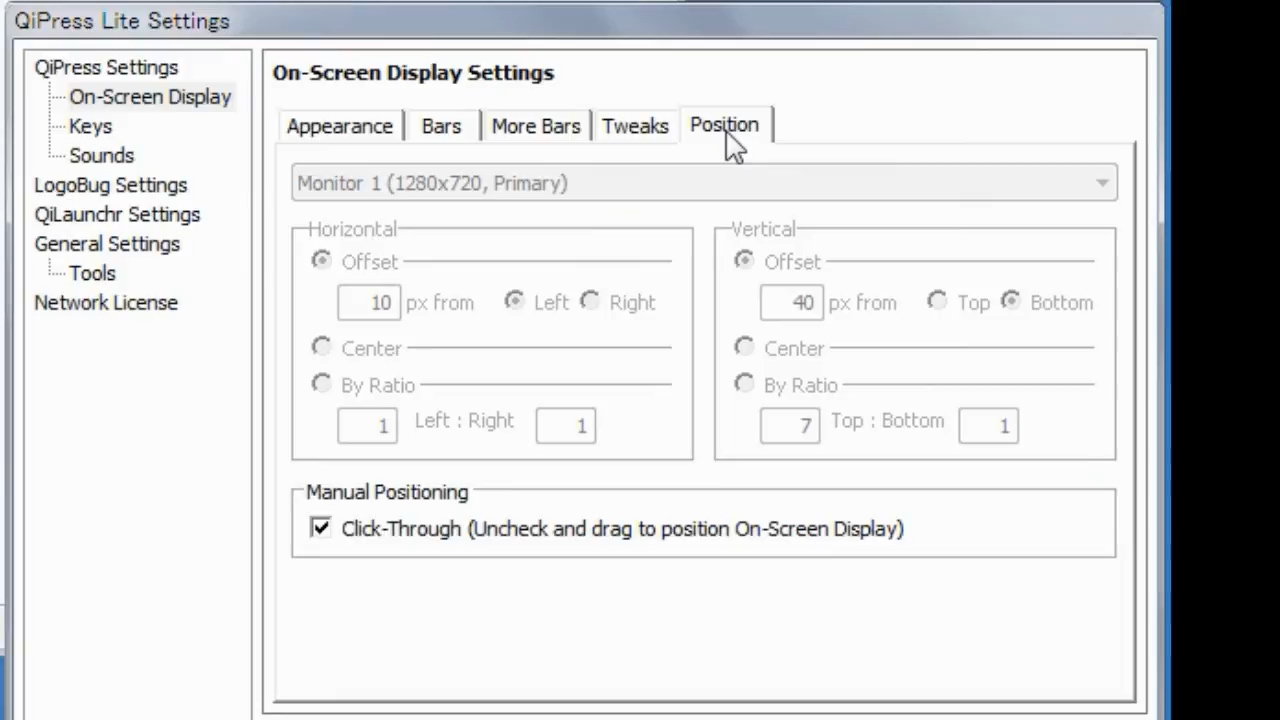 QiPress Lite Settings
QiPress Settings
On-Screen Display
Keys
Sounds
LogoBug Settings
QiLaunchr Settings
General Settings
Tools
Network License
On-Screen Display Settings
Appearance Bars More Bars Tweaks Position
Monitor 1 (1280x720, Primary)
Horizontal
Offset
10 px from Left Right
Center
By Ratio
1 Left : Right 1
Vertical
Offset
40 px from Top Bottom
Center
By Ratio
7 Top : Bottom 1
Manual Positioning
Click-Through (Uncheck and drag to position On-Screen Display)